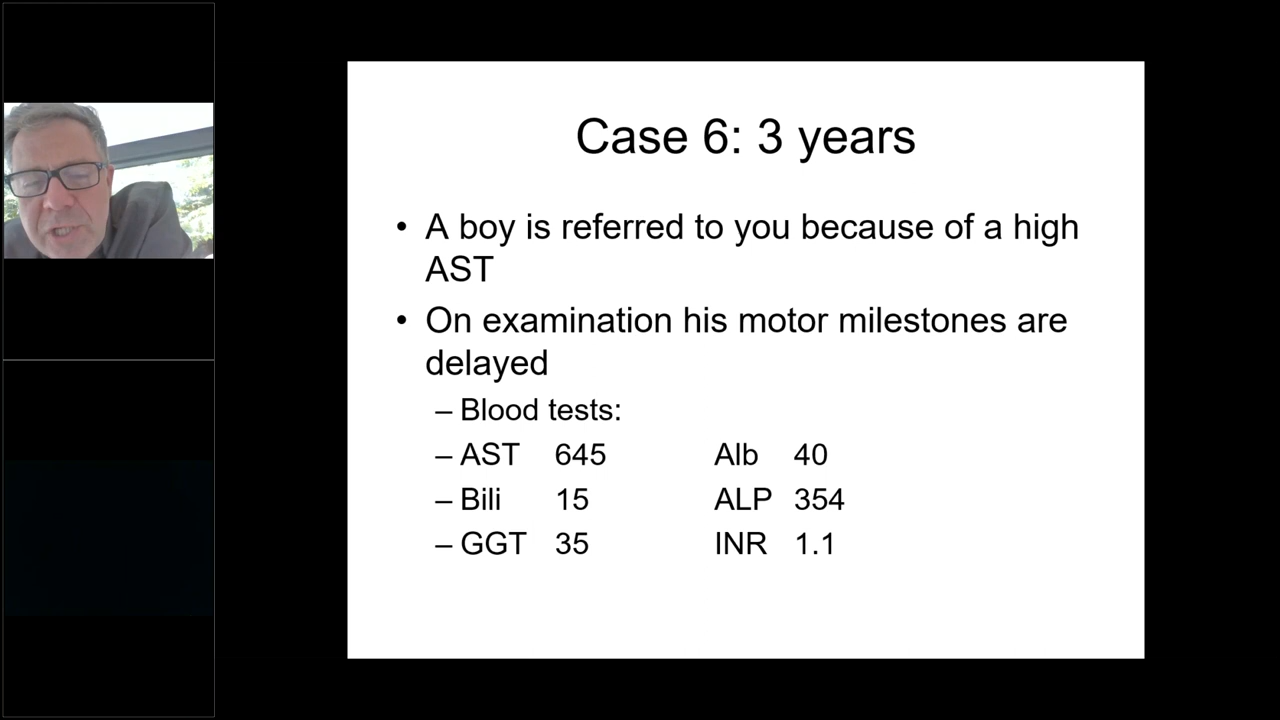 Case 6: 3 years
• A boy is referred to you because of a high
AST
• On examination his motor milestones are
delayed
– Blood tests:
– AST 645 Alb 40
– Bili 15 ALP 354
– GGT 35 INR 1.1